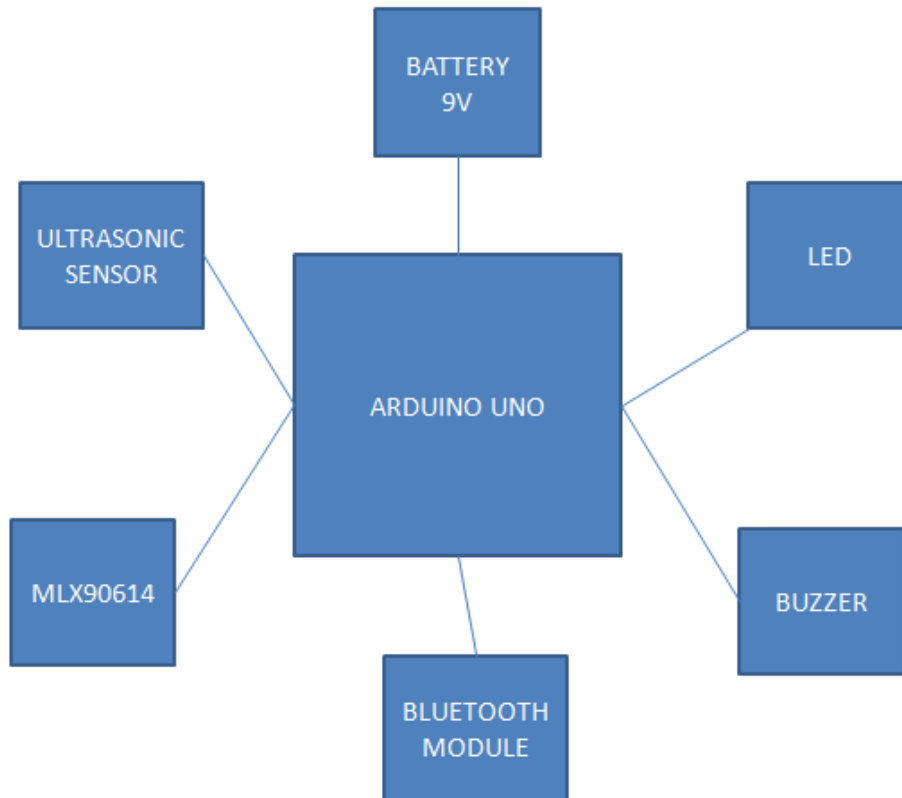 BATTERY
9V
ULTRASONIC
SENSOR
LED
ARDUINO UNO
MLX90614
BUZZER
BLUETOOTH
MODULE